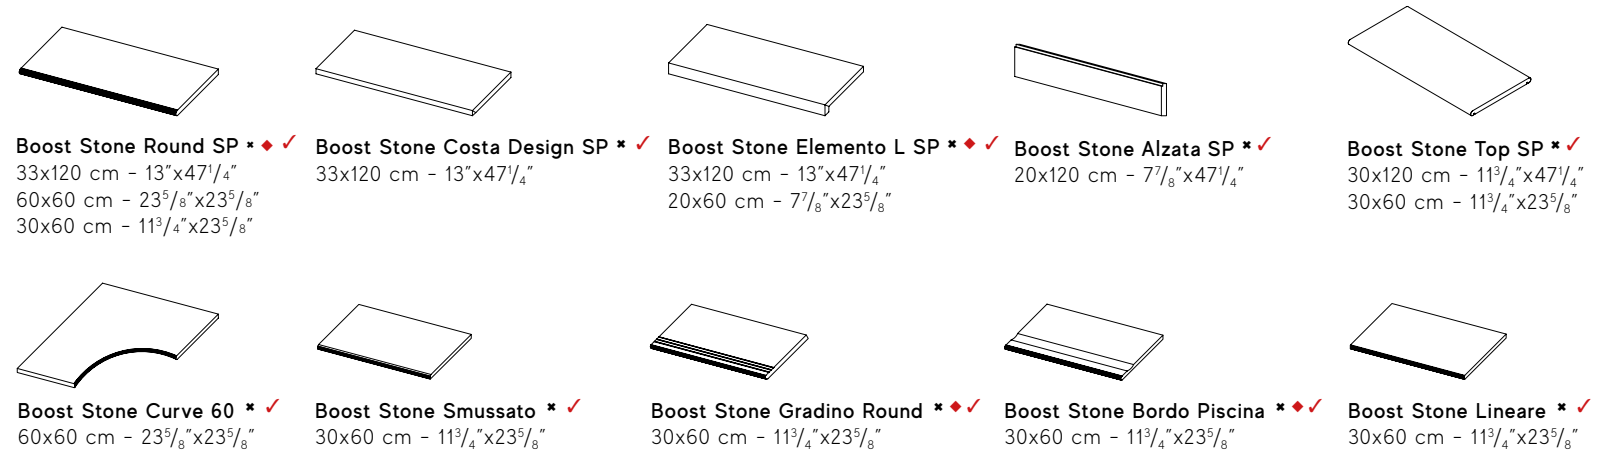 Boost Stone Round SP ✖ ◆ ✓
33x120 cm - 13”x47¹/₄”
60x60 cm - 23⁵/₈”x23⁵/₈”
30x60 cm - 11³/₄”x23⁵/₈”
Boost Stone Costa Design SP ✖ ✓
33x120 cm - 13”x47¹/₄”
Boost Stone Elemento L SP ✖ ◆ ✓
33x120 cm - 13”x47¹/₄”
20x60 cm - 7⁷/₈”x23⁵/₈”
Boost Stone Alzata SP ✖ ✓
20x120 cm - 7⁷/₈”x47¹/₄”
Boost Stone Top SP ✖ ✓
30x120 cm - 11³/₄”x47¹/₄”
30x60 cm - 11³/₄”x23⁵/₈”
Boost Stone Curve 60 ✖ ✓
60x60 cm - 23⁵/₈”x23⁵/₈”
Boost Stone Smussato ✖ ✓
30x60 cm - 11³/₄”x23⁵/₈”
Boost Stone Gradino Round ✖ ◆ ✓
30x60 cm - 11³/₄”x23⁵/₈”
Boost Stone Bordo Piscina ✖ ◆ ✓
30x60 cm - 11³/₄”x23⁵/₈”
Boost Stone Lineare ✖ ✓
30x60 cm - 11³/₄”x23⁵/₈”